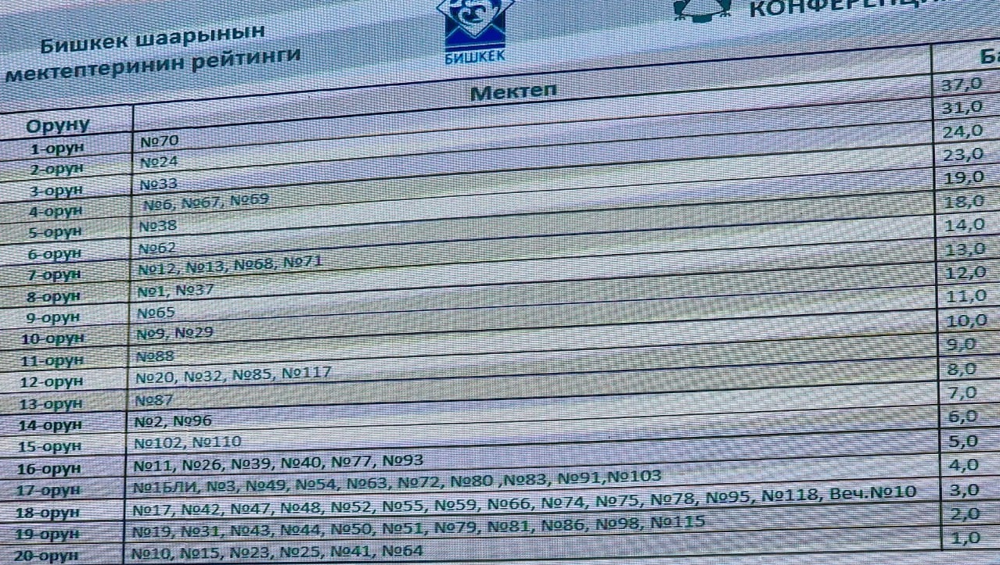 Бишкек шаарынын
мектептеринин рейтинги
БИШКЕК
КОНФЕРЕНЦИ
Оруну Мектеп Ба
1-орун №70 37,0
2-орун №24 31,0
3-орун №33 24,0
4-орун №6, №67, №69 23,0
5-орун №38 19,0
6-орун №62 18,0
7-орун №12, №13, №68, №71 14,0
8-орун №1, №37 13,0
9-орун №65 12,0
10-орун №9, №29 11,0
11-орун №88 10,0
12-орун №20, №32, №85, №117 9,0
13-орун №87 8,0
14-орун №2, №96 7,0
15-орун №102, №110 6,0
16-орун №11, №26, №39, №40, №77, №93 5,0
17-орун №1БЛИ, №3, №49, №54, №63, №72, №80 ,№83, №91,№103 4,0
18-орун №17, №42, №47, №48, №52, №55, №59, №66, №74, №75, №78, №95, №118, Веч.№10 3,0
19-орун №19, №31, №43, №44, №50, №51, №79, №81, №86, №98, №115 2,0
20-орун №10, №15, №23, №25, №41, №64 1,0